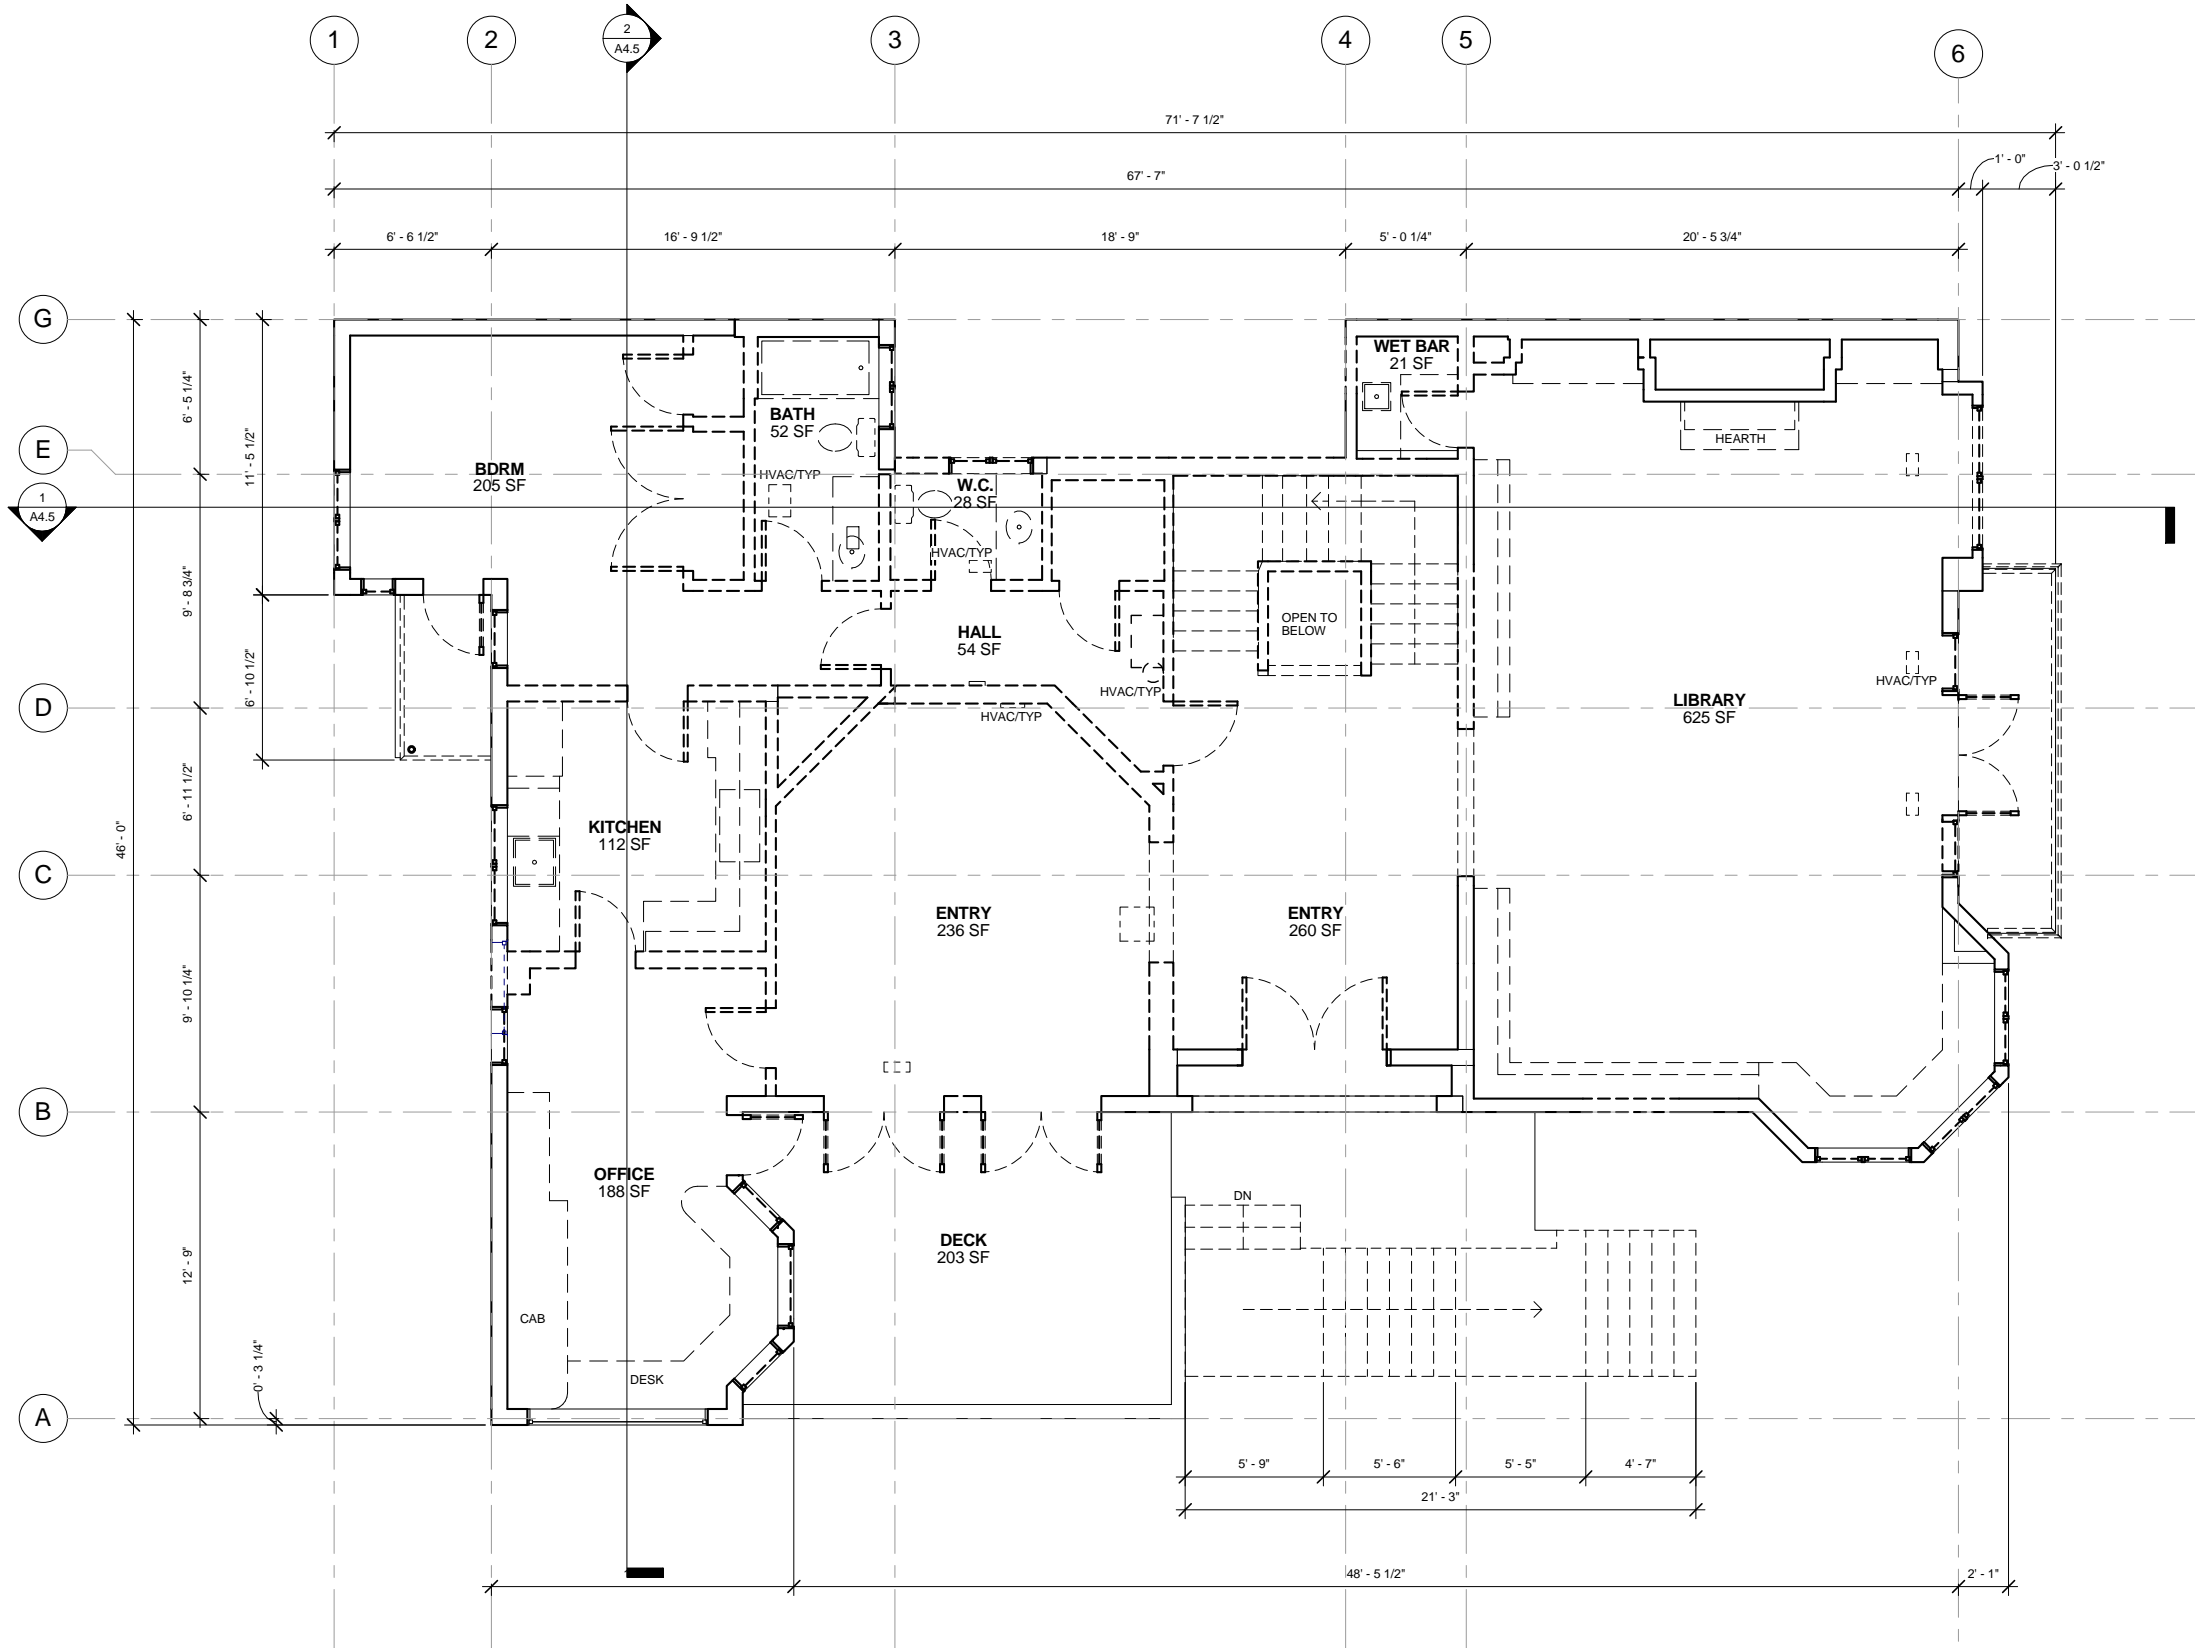 1
2
2
A4.5
3
4
5
6
71' - 7 1/2"
67' - 7"
1' - 0"
3' - 0 1/2"
6' - 6 1/2"
16' - 9 1/2"
18' - 9"
5' - 0 1/4"
20' - 5 3/4"
G
E
1
A4.5
D
C
B
A
46' - 0"
6' - 5 1/4"
9' - 8 3/4"
6' - 11 1/2"
9' - 10 1/4"
12' - 9"
0' - 3 1/4"
11' - 5 1/2"
6' - 10 1/2"
BDRM
205 SF
BATH
52 SF
HVAC/TYP
W.C.
28 SF
HVAC/TYP
WET BAR
21 SF
HEARTH
HALL
54 SF
OPEN TO
BELOW
HVAC/TYP
HVAC/TYP
LIBRARY
625 SF
HVAC/TYP
KITCHEN
112 SF
ENTRY
236 SF
ENTRY
260 SF
OFFICE
188 SF
DECK
203 SF
DN
CAB
DESK
5' - 9"
5' - 6"
5' - 5"
4' - 7"
21' - 3"
48' - 5 1/2"
2' - 1"